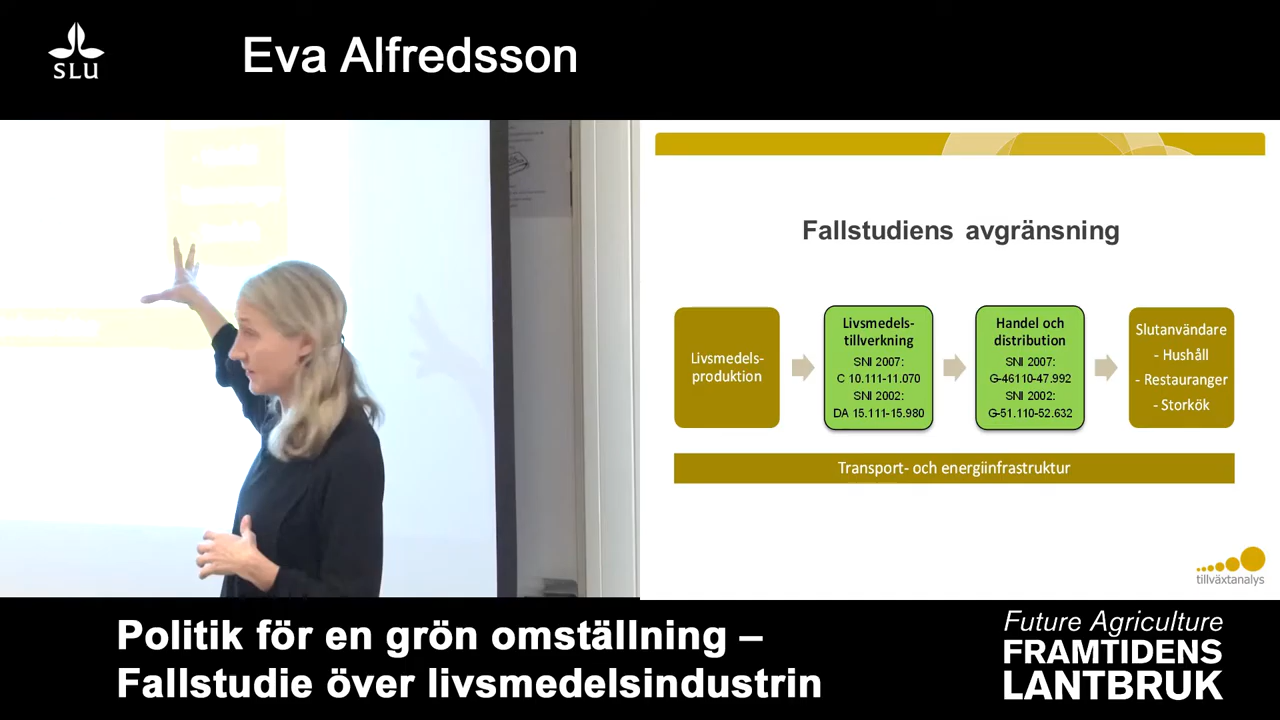 SLU
Eva Alfredsson
Fallstudiens avgränsning
Livsmedels-
produktion
Livsmedels-
tillverkning
SNI 2007:
C 10.111-11.070
SNI 2002:
DA 15.111-15.980
Handel och
distribution
SNI 2007:
G-46110-47.992
SNI 2002:
G-51.110-52.632
Slutanvändare
- Hushåll
- Restauranger
- Storkök
Transport- och energiinfrastruktur
tillväxtanalys
Politik för en grön omställning –
Fallstudie över livsmedelsindustrin
Future Agriculture
FRAMTIDENS
LANTBRUK